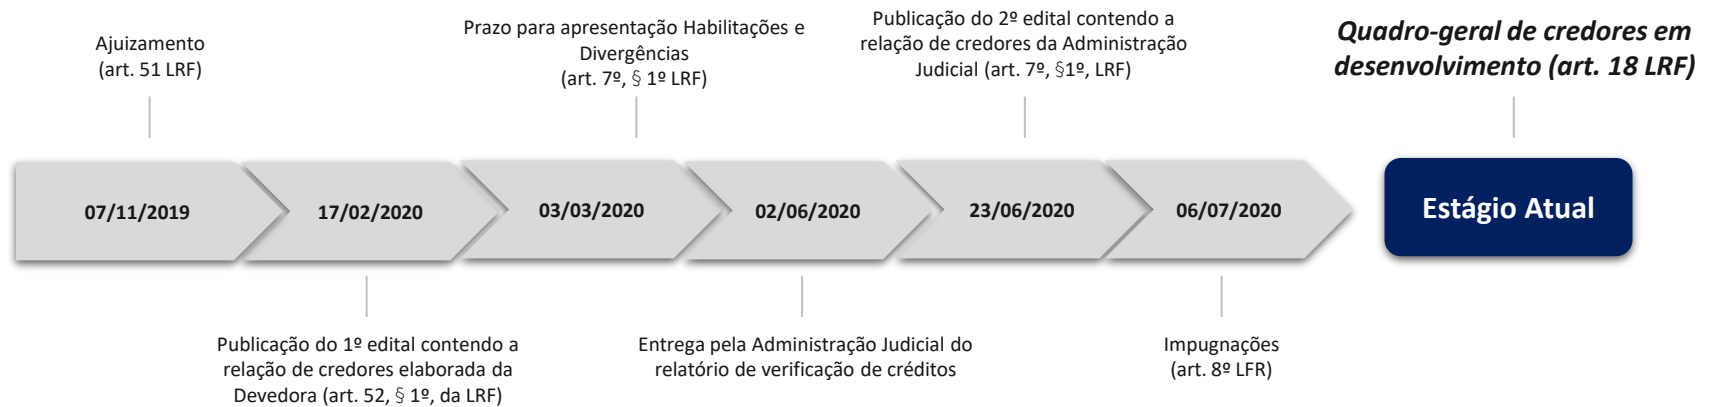 Ajuizamento
(art. 51 LRF)
Prazo para apresentação Habilitações e
Divergências
(art. 7º, § 1º LRF)
Publicação do 2º edital contendo a
relação de credores da Administração
Judicial (art. 7º, §1º, LRF)
Quadro-geral de credores em
desenvolvimento (art. 18 LRF)
07/11/2019
17/02/2020
03/03/2020
02/06/2020
23/06/2020
06/07/2020
Estágio Atual
Publicação do 1º edital contendo a
relação de credores elaborada da
Devedora (art. 52, § 1º, da LRF)
Entrega pela Administração Judicial do
relatório de verificação de créditos
Impugnações
(art. 8º LFR)